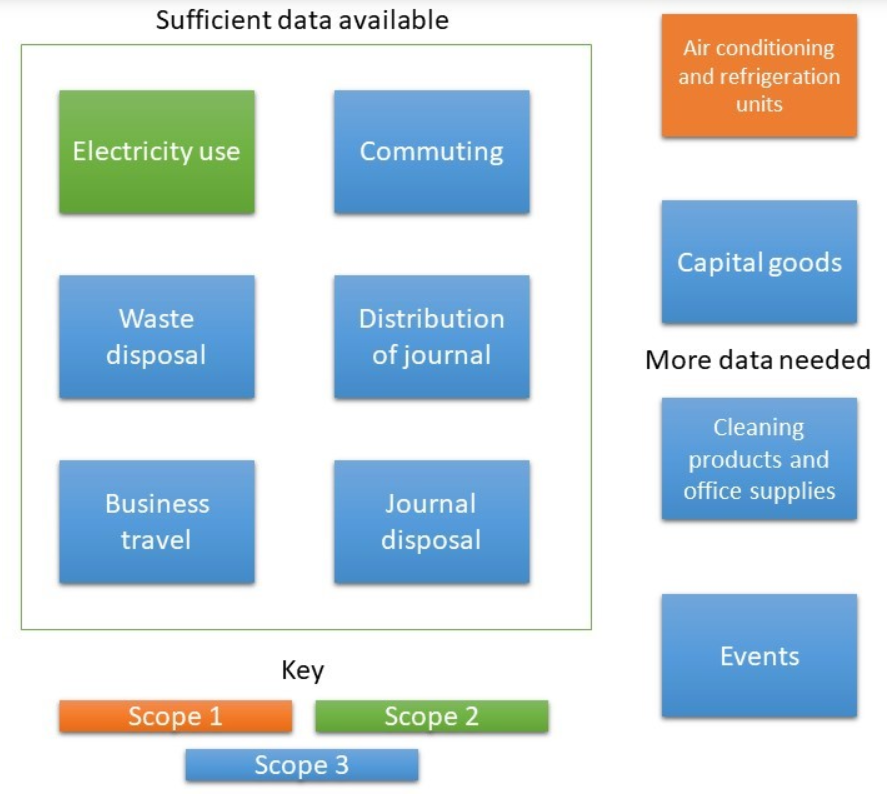 Sufficient data available
Electricity use
Commuting
Waste
disposal
Distribution
of journal
Business
travel
Journal
disposal
Air conditioning
and refrigeration
units
Capital goods
More data needed
Cleaning
products and
office supplies
Events
Key
Scope 1
Scope 2
Scope 3